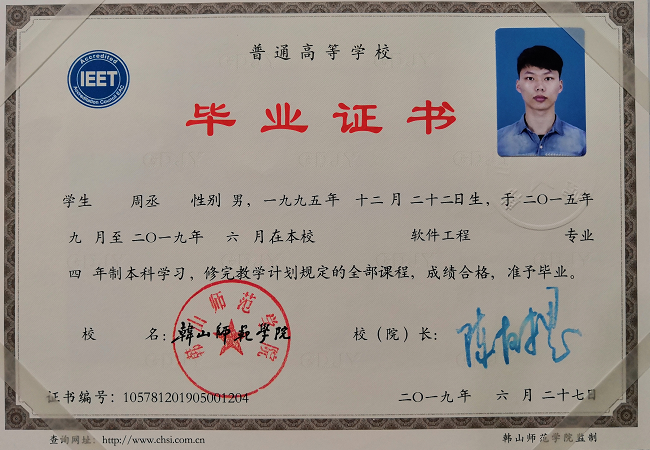 普通高等学校
Accredited
IEET
Accreditation Council EAC
毕业证书
学生 周丞 性别 男，一九九五年 十二 月 二十二日生，于 二〇一五年
九 月至 二〇一九年 六 月在本校 软件工程 专业
四 年制本科学习，修完教学计划规定的全部课程，成绩合格，准予毕业。
校 名：韩山师范学院 校（院）长：
韩山师范学院
证书编号：105781201905001204 二〇一九年 六 月 二十七日
查询网址：http://www.chsi.com.cn 韩山师范学院监制